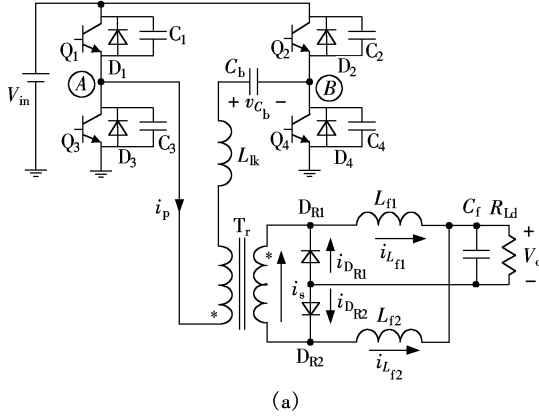 Q1 D1 C1
Q2 D2 C2
Vin
A
Cb
+ vCb −
B
Q3 D3 C3
Llk
Q4 D4 C4
ip
Tr
*
*
is
DR1
iDR1
iDR2
DR2
Lf1
iLf1
Lf2
iLf2
Cf
RLd
+
Vo
−
(a)